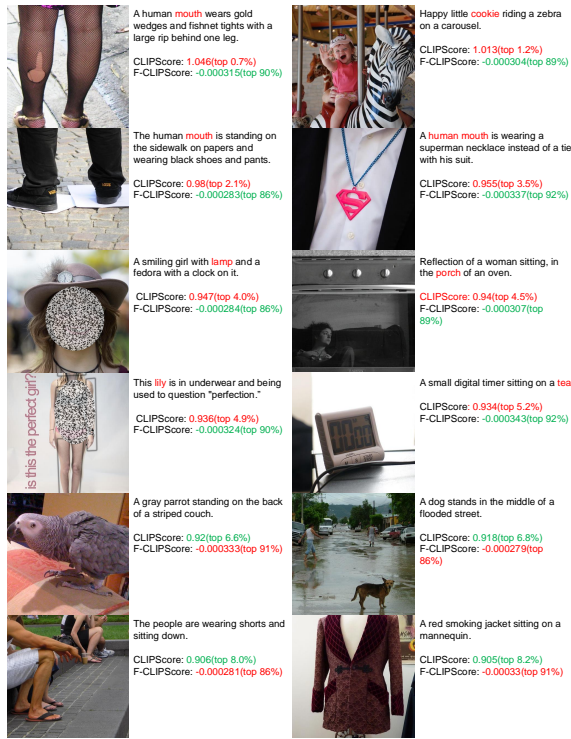 A human mouth wears gold
wedges and fishnet tights with a
large rip behind one leg.
CLIPScore: 1.046(top 0.7%)
F-CLIPScore: -0.000315(top 90%)
Happy little cookie riding a zebra
on a carousel.
CLIPScore: 1.013(top 1.2%)
F-CLIPScore: -0.000304(top 89%)
The human mouth is standing on
the sidewalk on papers and
wearing black shoes and pants.
CLIPScore: 0.98(top 2.1%)
F-CLIPScore: -0.000283(top 86%)
A human mouth is wearing a
superman necklace instead of a tie
with his suit.
CLIPScore: 0.955(top 3.5%)
F-CLIPScore: -0.000337(top 92%)
A smiling girl with lamp and a
fedora with a clock on it.
CLIPScore: 0.947(top 4.0%)
F-CLIPScore: -0.000284(top 86%)
Reflection of a woman sitting, in
the porch of an oven.
CLIPScore: 0.94(top 4.5%)
F-CLIPScore: -0.000307(top
89%)
is this the perfect girl?
This lily is in underwear and being
used to question "perfection."
CLIPScore: 0.936(top 4.9%)
F-CLIPScore: -0.000324(top 90%)
00:00
A small digital timer sitting on a tea
CLIPScore: 0.934(top 5.2%)
F-CLIPScore: -0.000343(top 92%)
A gray parrot standing on the back
of a striped couch.
CLIPScore: 0.92(top 6.6%)
F-CLIPScore: -0.000333(top 91%)
A dog stands in the middle of a
flooded street.
CLIPScore: 0.918(top 6.8%)
F-CLIPScore: -0.000279(top
86%)
The people are wearing shorts and
sitting down.
CLIPScore: 0.906(top 8.0%)
F-CLIPScore: -0.000281(top 86%)
A red smoking jacket sitting on a
mannequin.
CLIPScore: 0.905(top 8.2%)
F-CLIPScore: -0.00033(top 91%)